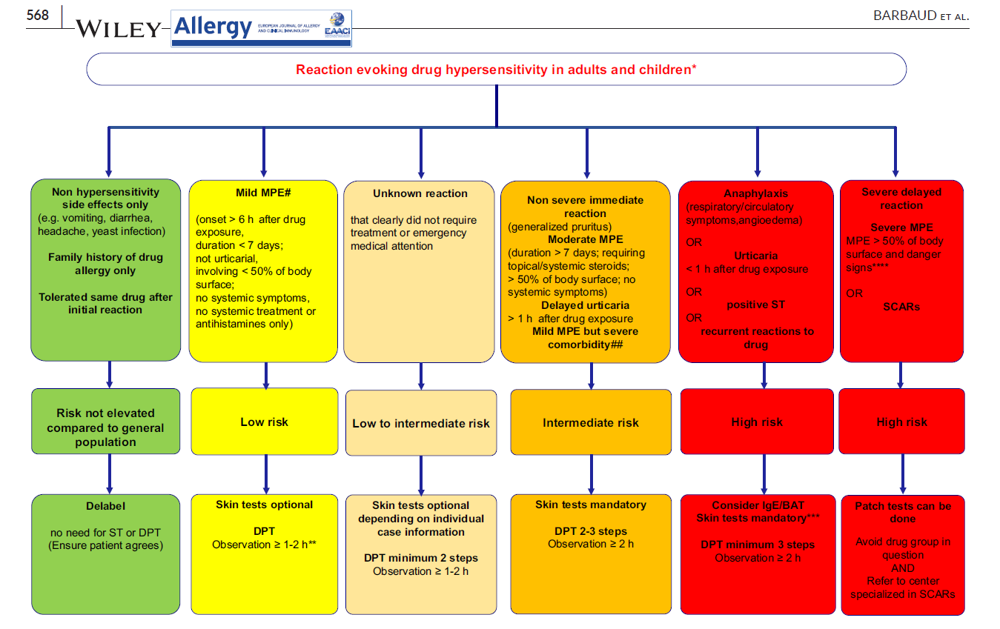 568
WILEY
Allergy
EUROPEAN JOURNAL OF ALLERGY
AND CLINICAL IMMUNOLOGY
EAACI
BARBAUD ET AL.
Reaction evoking drug hypersensitivity in adults and children*
Non hypersensitivity
side effects only
(e.g. vomiting, diarrhea,
headache, yeast infection)
Family history of drug
allergy only
Tolerated same drug after
initial reaction
Mild MPE#
(onset > 6 h after drug
exposure,
duration < 7 days;
not urticarial,
involving < 50% of body
surface;
no systemic symptoms,
no systemic treatment or
antihistamines only)
Unknown reaction
that clearly did not require
treatment or emergency
medical attention
Non severe immediate
reaction
(generalized pruritus)
Moderate MPE
(duration > 7 days; requiring
topical/systemic steroids;
> 50% of body surface; no
systemic symptoms)
Delayed urticaria
> 1 h after drug exposure
Mild MPE but severe
comorbidity##
Anaphylaxis
(respiratory/circulatory
symptoms,angioedema)
OR
Urticaria
< 1 h after drug exposure
OR
positive ST
OR
recurrent reactions to
drug
Severe delayed
reaction
Severe MPE
MPE > 50% of body
surface and danger
signs****
OR
SCARs
Risk not elevated
compared to general
population
Low risk
Low to intermediate risk
Intermediate risk
High risk
High risk
Delabel
no need for ST or DPT
(Ensure patient agrees)
Skin tests optional
DPT
Observation ≥ 1-2 h**
Skin tests optional
depending on individual
case information
DPT minimum 2 steps
Observation ≥ 1-2 h
Skin tests mandatory
DPT 2-3 steps
Observation ≥ 2 h
Consider IgE/BAT
Skin tests mandatory***
DPT minimum 3 steps
Observation ≥ 2 h
Patch tests can be
done
Avoid drug group in
question
AND
Refer to center
specialized in SCARs